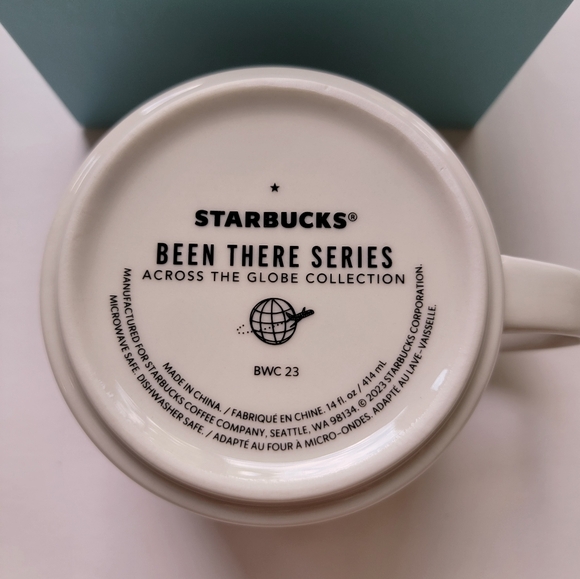 STARBUCKS®
BEEN THERE SERIES
ACROSS THE GLOBE COLLECTION
BWC 23
MADE IN CHINA. / FABRIQUÉ EN CHINE. 14 fl. oz / 414 mL
MANUFACTURED FOR STARBUCKS COFFEE COMPANY, SEATTLE, WA 98134. © 2023 STARBUCKS CORPORATION.
MICROWAVE SAFE. DISHWASHER SAFE. / ADAPTÉ AU FOUR À MICRO-ONDES. ADAPTÉ AU LAVE-VAISSELLE.